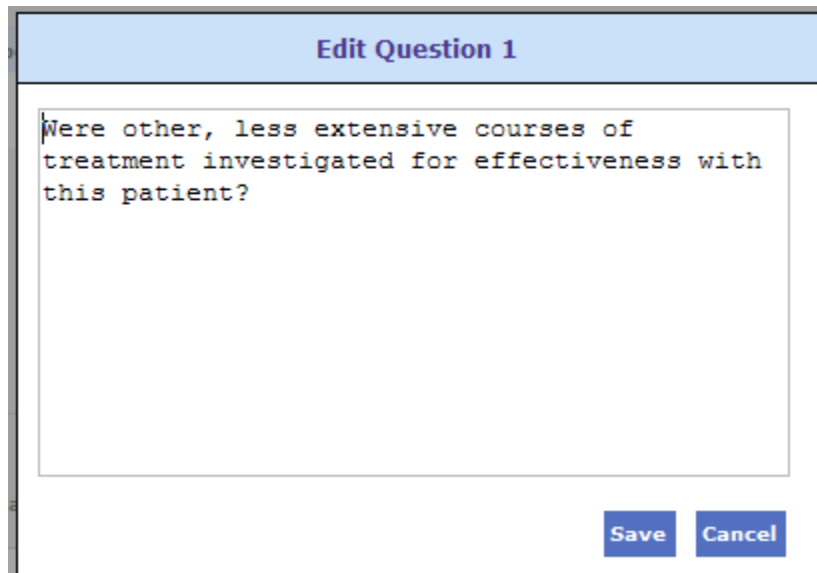 Edit Question 1
Were other, less extensive courses of
treatment investigated for effectiveness with
this patient?
Save Cancel